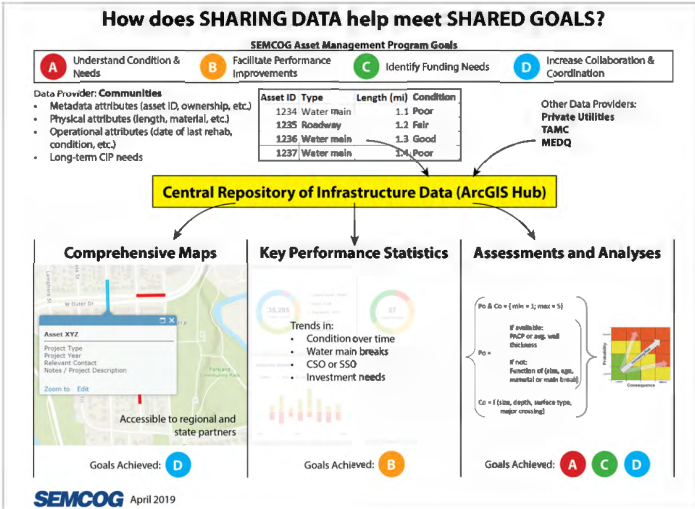 How does SHARING DATA help meet SHARED GOALS?
SEMCOG Asset Management Program Goals
A
Understand Condition &
Needs
B
Facilitate Performance
Improvements
C
Identify Funding Needs
D
Increase Collaboration &
Coordination
Data Provider: Communities
• Metadata attributes (asset ID, ownership, etc.)
• Physical attributes (length, material, etc.)
• Operational attributes (date of last rehab,
condition, etc.)
• Long-term CIP needs
Asset ID Type Length (mi) Condition
1234 Water main 1.1 Poor
1235 Roadway 1.2 Fair
1236 Water main 1.3 Good
1237 Water main 1.4 Poor
Other Data Providers:
Private Utilities
TAMC
MEDQ
Central Repository of Infrastructure Data (ArcGIS Hub)
Comprehensive Maps
W Outer Dr
Asset XYZ
Project Type
Project Year
Relevant Contact
Notes / Project Description
Zoom to Edit
Accessible to regional and
state partners
Goals Achieved: D
Key Performance Statistics
Trends in:
• Condition over time
• Water main breaks
• CSO or SSO
• Investment needs
Goals Achieved: B
Assessments and Analyses
Po & Co = (min = 1; max = 5)
If available:
PACP or avg. wall
thickness
Po =
If not:
Function of (size, age,
material or main break)
Co = f (size, depth, surface type,
major crossing)
Probability
Consequence
Goals Achieved: A C D
SEMCOG April 2019